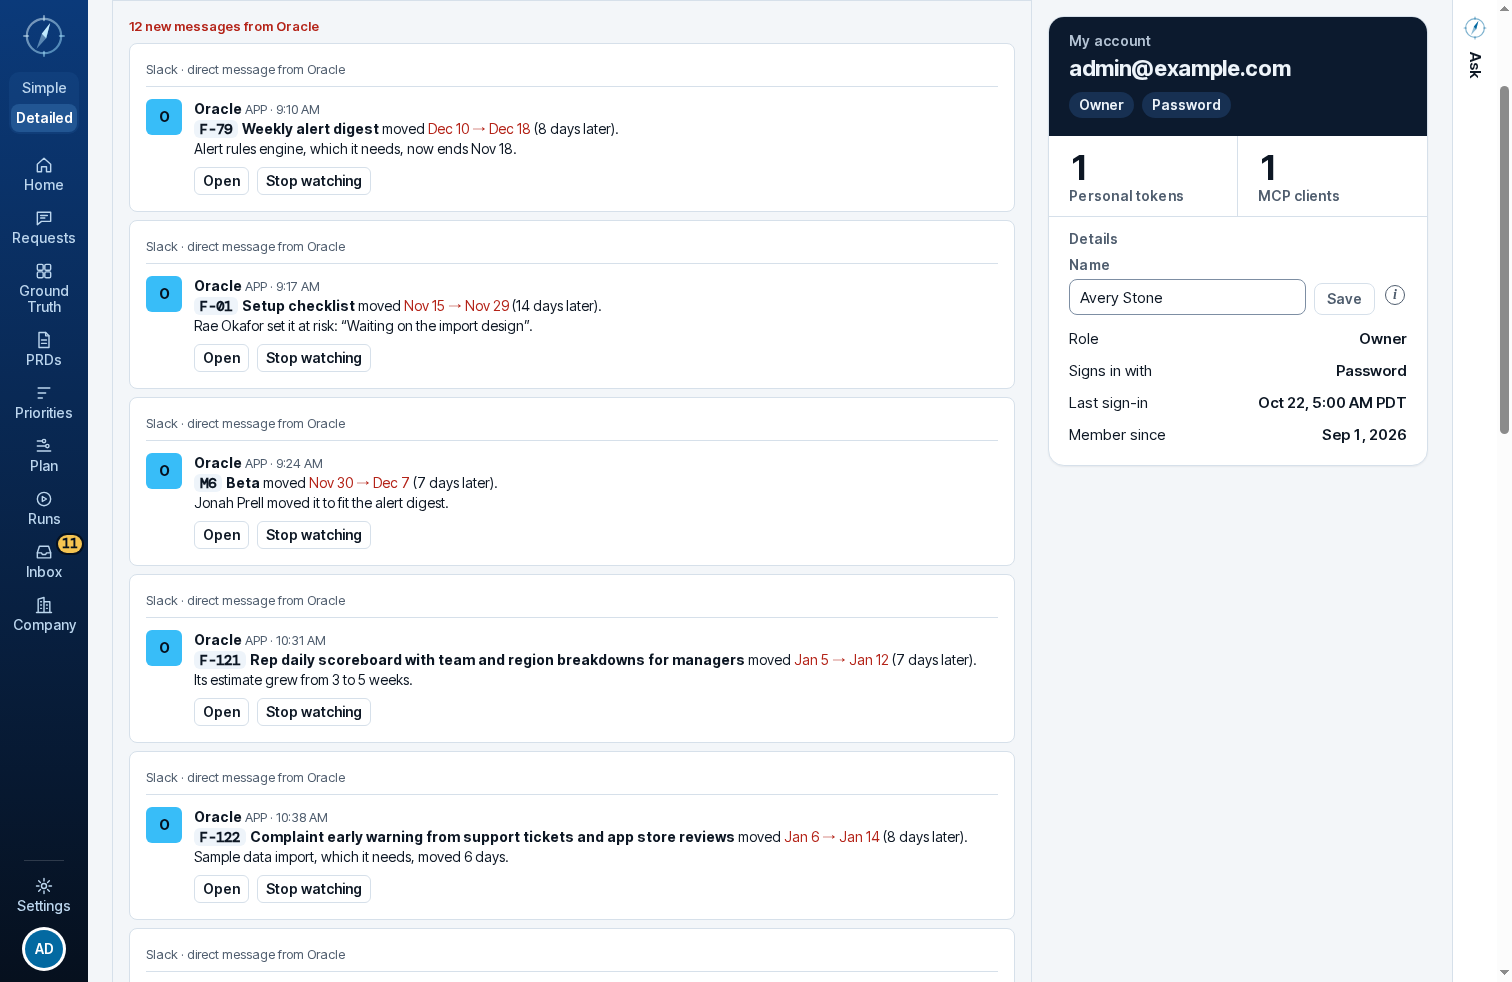 Simple
Detailed
Home
Requests
Ground
Truth
PRDs
Priorities
Plan
Runs
11
Inbox
Company
Settings
AD
12 new messages from Oracle
Slack · direct message from Oracle
O
Oracle APP · 9:10 AM
F-79 Weekly alert digest moved Dec 10 → Dec 18 (8 days later).
Alert rules engine, which it needs, now ends Nov 18.
Open Stop watching
Slack · direct message from Oracle
O
Oracle APP · 9:17 AM
F-01 Setup checklist moved Nov 15 → Nov 29 (14 days later).
Rae Okafor set it at risk: “Waiting on the import design”.
Open Stop watching
Slack · direct message from Oracle
O
Oracle APP · 9:24 AM
M6 Beta moved Nov 30 → Dec 7 (7 days later).
Jonah Prell moved it to fit the alert digest.
Open Stop watching
Slack · direct message from Oracle
O
Oracle APP · 10:31 AM
F-121 Rep daily scoreboard with team and region breakdowns for managers moved Jan 5 → Jan 12 (7 days later).
Its estimate grew from 3 to 5 weeks.
Open Stop watching
Slack · direct message from Oracle
O
Oracle APP · 10:38 AM
F-122 Complaint early warning from support tickets and app store reviews moved Jan 6 → Jan 14 (8 days later).
Sample data import, which it needs, moved 6 days.
Open Stop watching
Slack · direct message from Oracle
My account
admin@example.com
Owner Password
1
Personal tokens
1
MCP clients
Details
Name
Avery Stone
Save
i
Role Owner
Signs in with Password
Last sign-in Oct 22, 5:00 AM PDT
Member since Sep 1, 2026
Ask